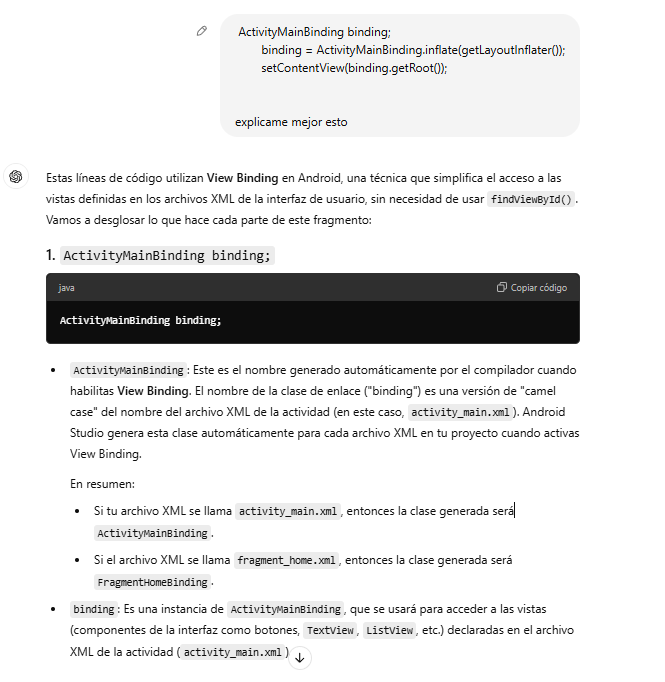 ActivityMainBinding binding;
binding = ActivityMainBinding.inflate(getLayoutInflater());
setContentView(binding.getRoot());
explicame mejor esto
Estas líneas de código utilizan View Binding en Android, una técnica que simplifica el acceso a las
vistas definidas en los archivos XML de la interfaz de usuario, sin necesidad de usar findViewById().
Vamos a desglosar lo que hace cada parte de este fragmento:
1. ActivityMainBinding binding;
java
Copiar código
ActivityMainBinding binding;
• ActivityMainBinding: Este es el nombre generado automáticamente por el compilador cuando
habilitas View Binding. El nombre de la clase de enlace ("binding") es una versión de "camel
case" del nombre del archivo XML de la actividad (en este caso, activity_main.xml). Android
Studio genera esta clase automáticamente para cada archivo XML en tu proyecto cuando activas
View Binding.
En resumen:
• Si tu archivo XML se llama activity_main.xml, entonces la clase generada será
ActivityMainBinding.
• Si el archivo XML se llama fragment_home.xml, entonces la clase generada será
FragmentHomeBinding.
• binding: Es una instancia de ActivityMainBinding, que se usará para acceder a las vistas
(componentes de la interfaz como botones, TextView, ListView, etc.) declaradas en el archivo
XML de la actividad (activity_main.xml)